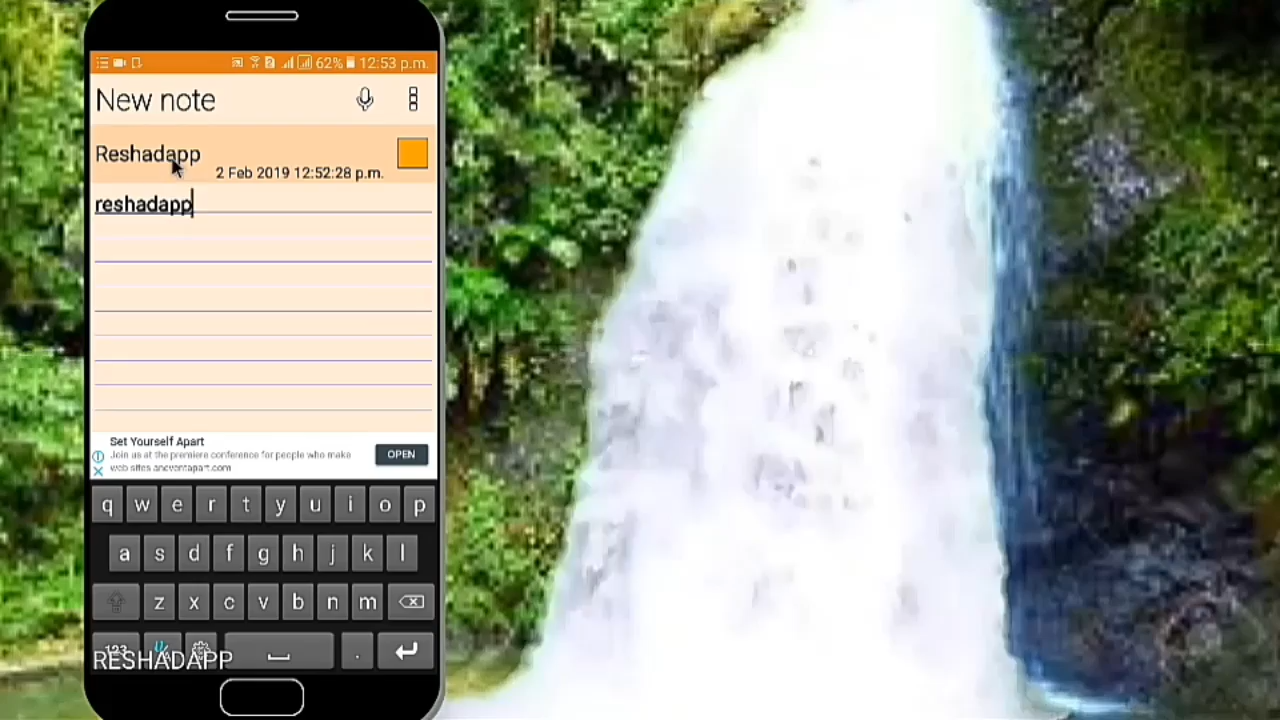 62% 12:53 p.m.
New note
Reshadapp
2 Feb 2019 12:52:28 p.m.
reshadapp
Set Yourself Apart
Join us at the premiere conference for people who make
web sites aneventapart.com
OPEN
q w e r t y u i o p
a s d f g h j k l
z x c v b n m
123 .
RESHADAPP